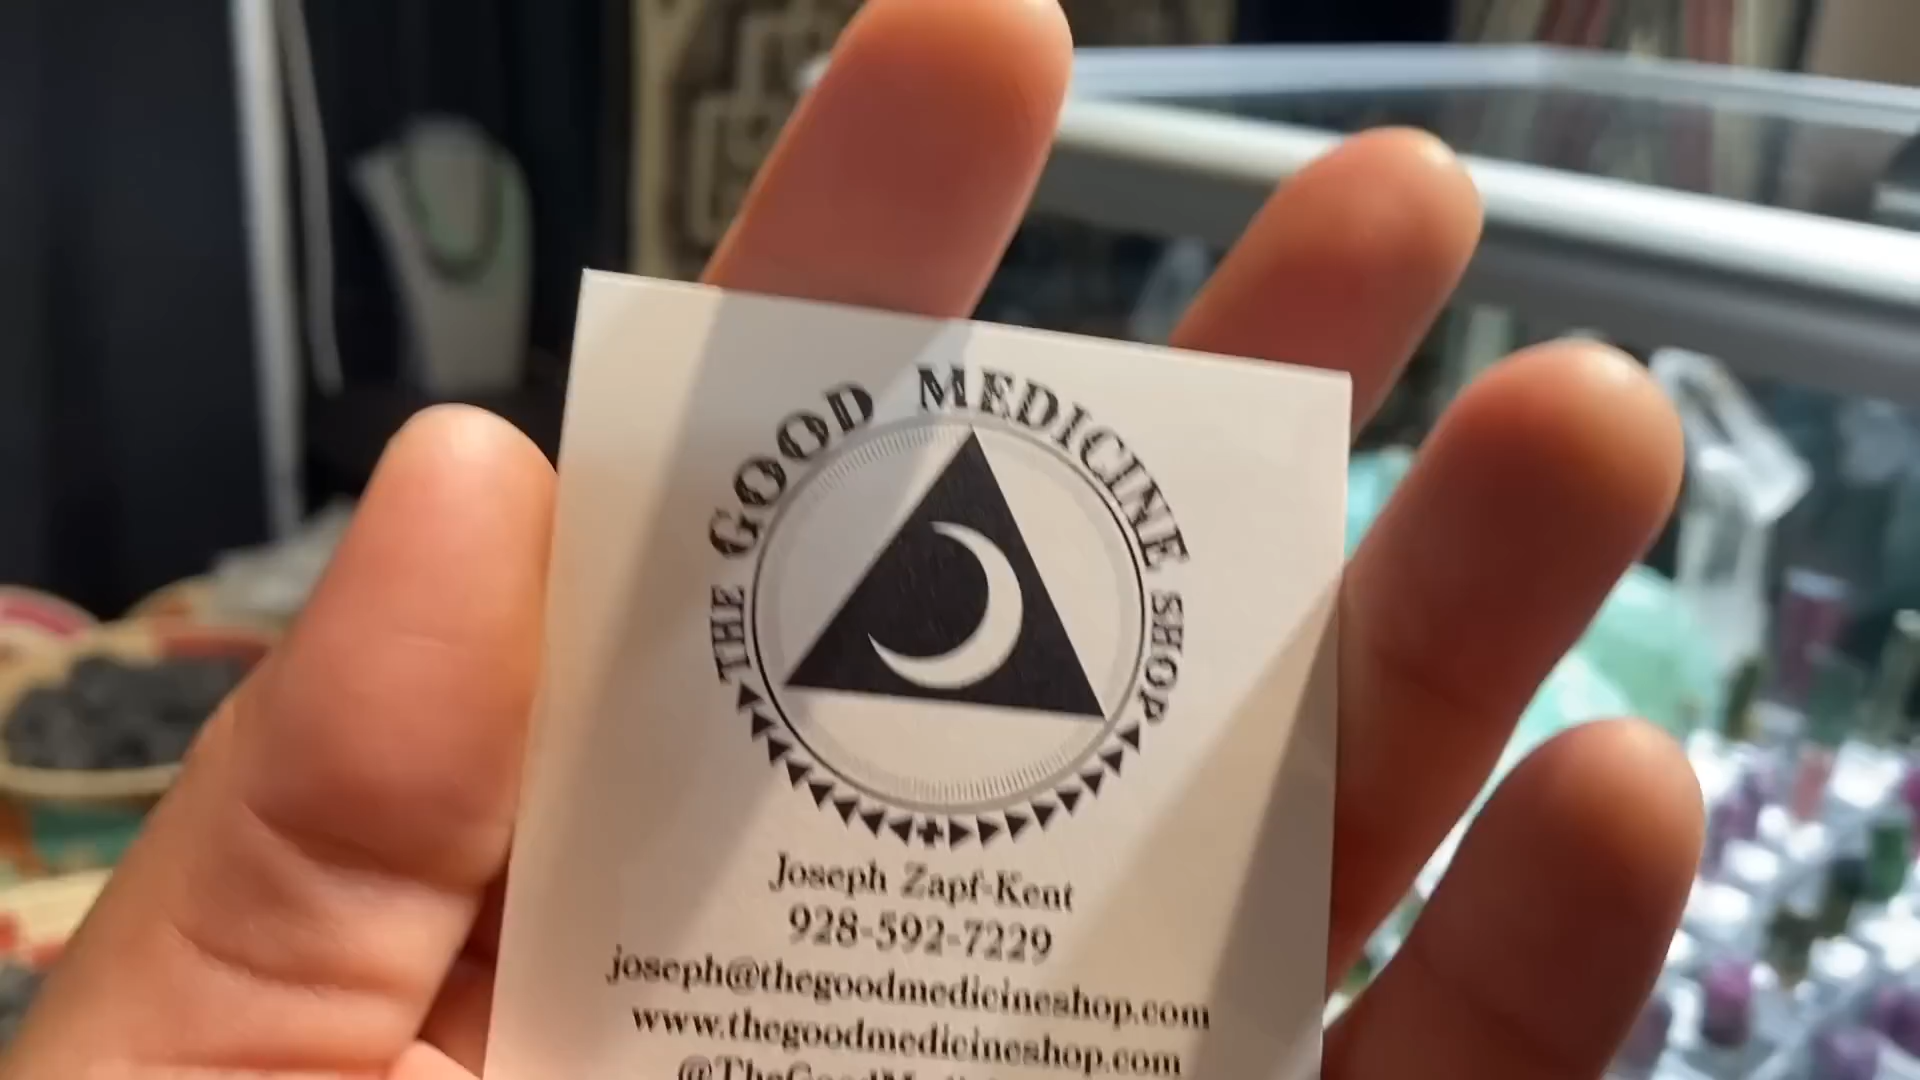 THE GOOD MEDICINE SHOP
Joseph Zapf-Kent
928-592-7229
joseph@thegoodmedicineshop.com
www.thegoodmedicineshop.com